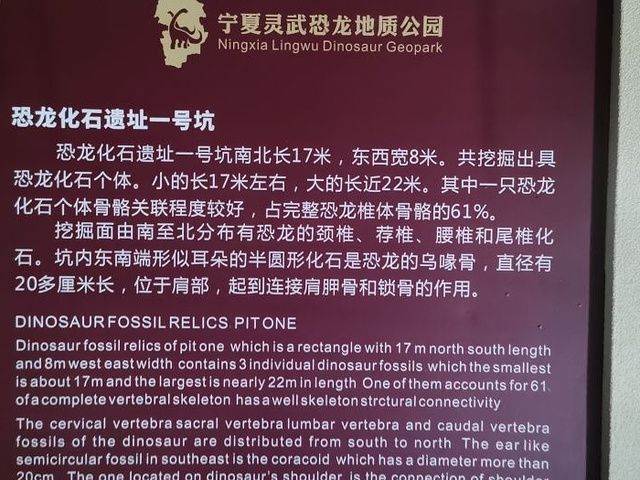 宁夏灵武恐龙地质公园
Ningxia Lingwu Dinosaur Geopark
恐龙化石遗址一号坑
恐龙化石遗址一号坑南北长17米，东西宽8米。共挖掘出具
恐龙化石个体。小的长17米左右，大的长近22米。其中一只恐龙
化石个体骨骼关联程度较好，占完整恐龙椎体骨骼的61%。
挖掘面由南至北分布有恐龙的颈椎、荐椎、腰椎和尾椎化
石。坑内东南端形似耳朵的半圆形化石是恐龙的乌喙骨，直径有
20多厘米长，位于肩部，起到连接肩胛骨和锁骨的作用。
DINOSAUR FOSSIL RELICS PIT ONE
Dinosaur fossil relics of pit one which is a rectangle with 17 m north south length
and 8m west east width contains 3 individual dinosaur fossils which the smallest
is about 17m and the largest is nearly 22m in length One of them accounts for 61
of a complete vertebral skeleton has a well skeleton strctural connectivity
The cervical vertebra sacral vertebra lumbar vertebra and caudal vertebra
fossils of the dinosaur are distributed from south to north The ear like
semicircular fossil in southeast is the coracoid which has a diameter more than
20cm. The one located on dinosaur's shoulder, is the connection of shoulder